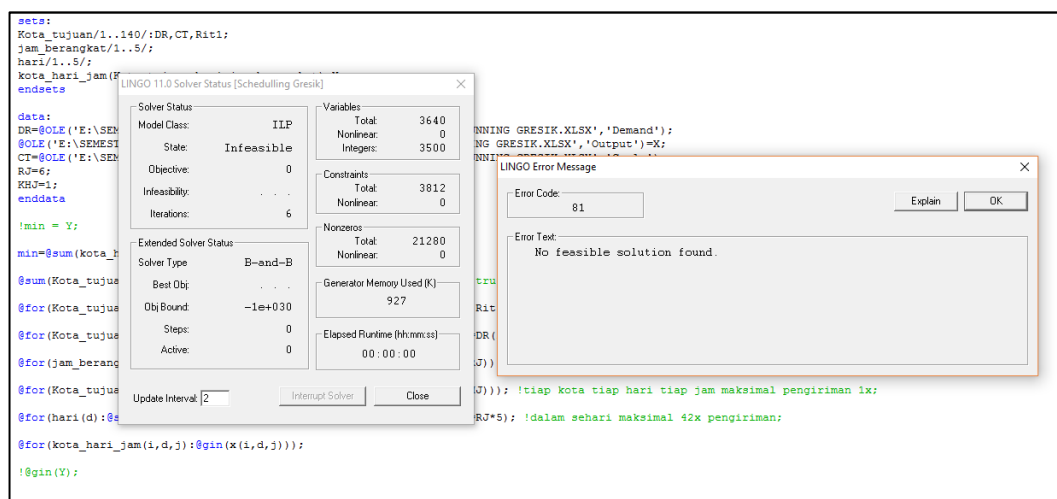 sets:
Kota_tujuan/1..140/:DR,CT,Rit1;
jam_berangkat/1..5/;
hari/1..5/;
kota_hari_jam(
endsets
data:
DR=@OLE('E:\SEM NNING GRESIK.XLSX','Demand');
@OLE('E:\SEMEST NG GRESIK.XLSX','Output')=X;
CT=@OLE('E:\SEM
RJ=6;
KHJ=1;
enddata
!min = Y;
min=@sum(kota_h
@sum(Kota_tujua tru
@for(Kota_tujua Rit
@for(Kota_tujua DR(
@for(jam_berang J))
@for(Kota_tujua J))); !tiap kota tiap hari tiap jam maksimal pengiriman 1x;
@for(hari(d):@s RJ*5); !dalam sehari maksimal 42x pengiriman;
@for(kota_hari_jam(i,d,j):@gin(x(i,d,j)));
!@gin(Y);
LINGO 11.0 Solver Status [Schedulling Gresik]
Solver Status
Model Class: ILP
State: Infeasible
Objective: 0
Infeasibility: . . .
Iterations: 6
Extended Solver Status
Solver Type B-and-B
Best Obj: . . .
Obj Bound: -1e+030
Steps: 0
Active: 0
Update Interval: 2
Variables
Total: 3640
Nonlinear: 0
Integers: 3500
Constraints
Total: 3812
Nonlinear: 0
Nonzeros
Total: 21280
Nonlinear: 0
Generator Memory Used (K)
927
Elapsed Runtime (hh:mm:ss)
00:00:00
Interrupt Solver
Close
LINGO Error Message
Error Code:
81
Explain
OK
Error Text:
No feasible solution found.